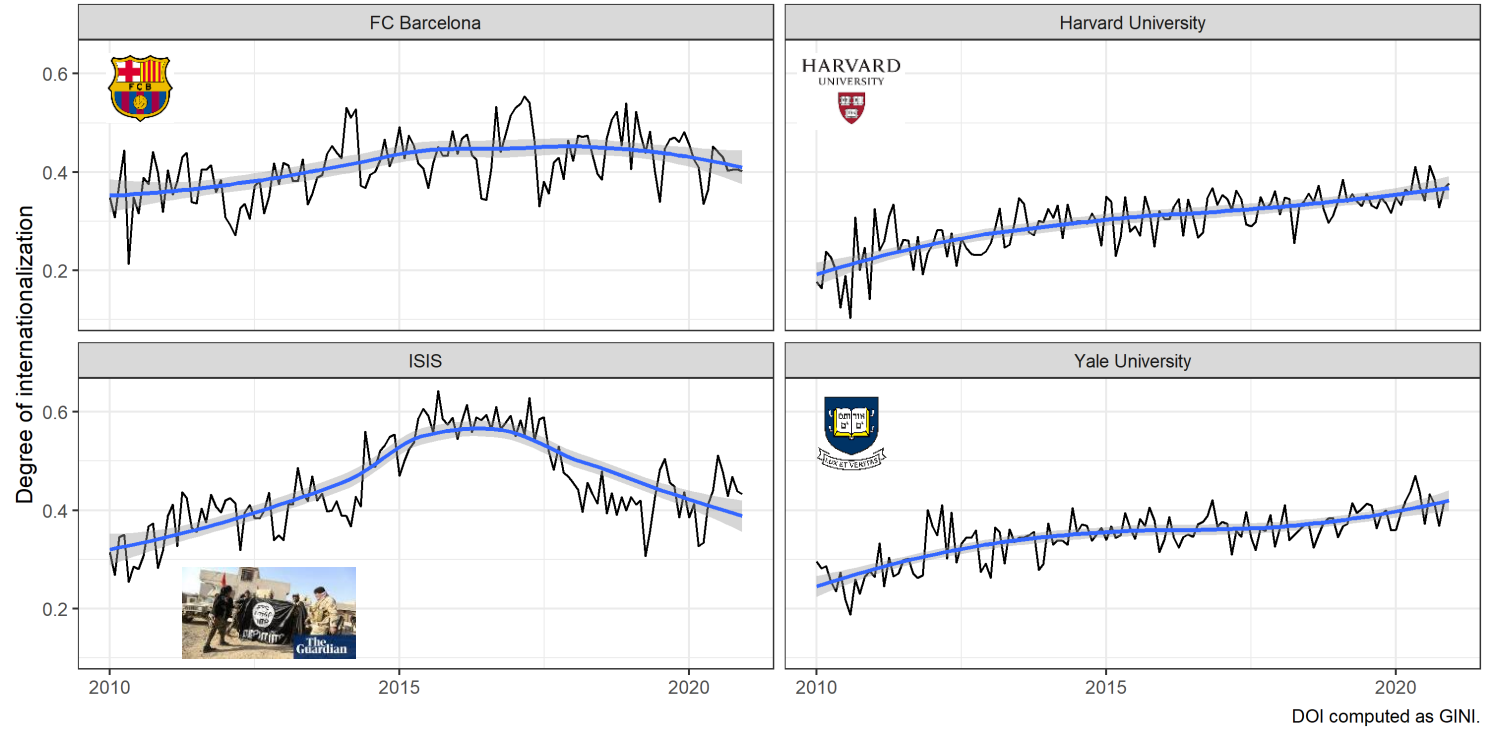 FC Barcelona
Harvard University
Degree of internationalization
0.6
0.4
0.2
F C B
HARVARD
UNIVERSITY
ISIS
Yale University
0.6
0.4
0.2
The
Guardian
LUX ET VERITAS
2010
2015
2020
2010
2015
2020
DOI computed as GINI.